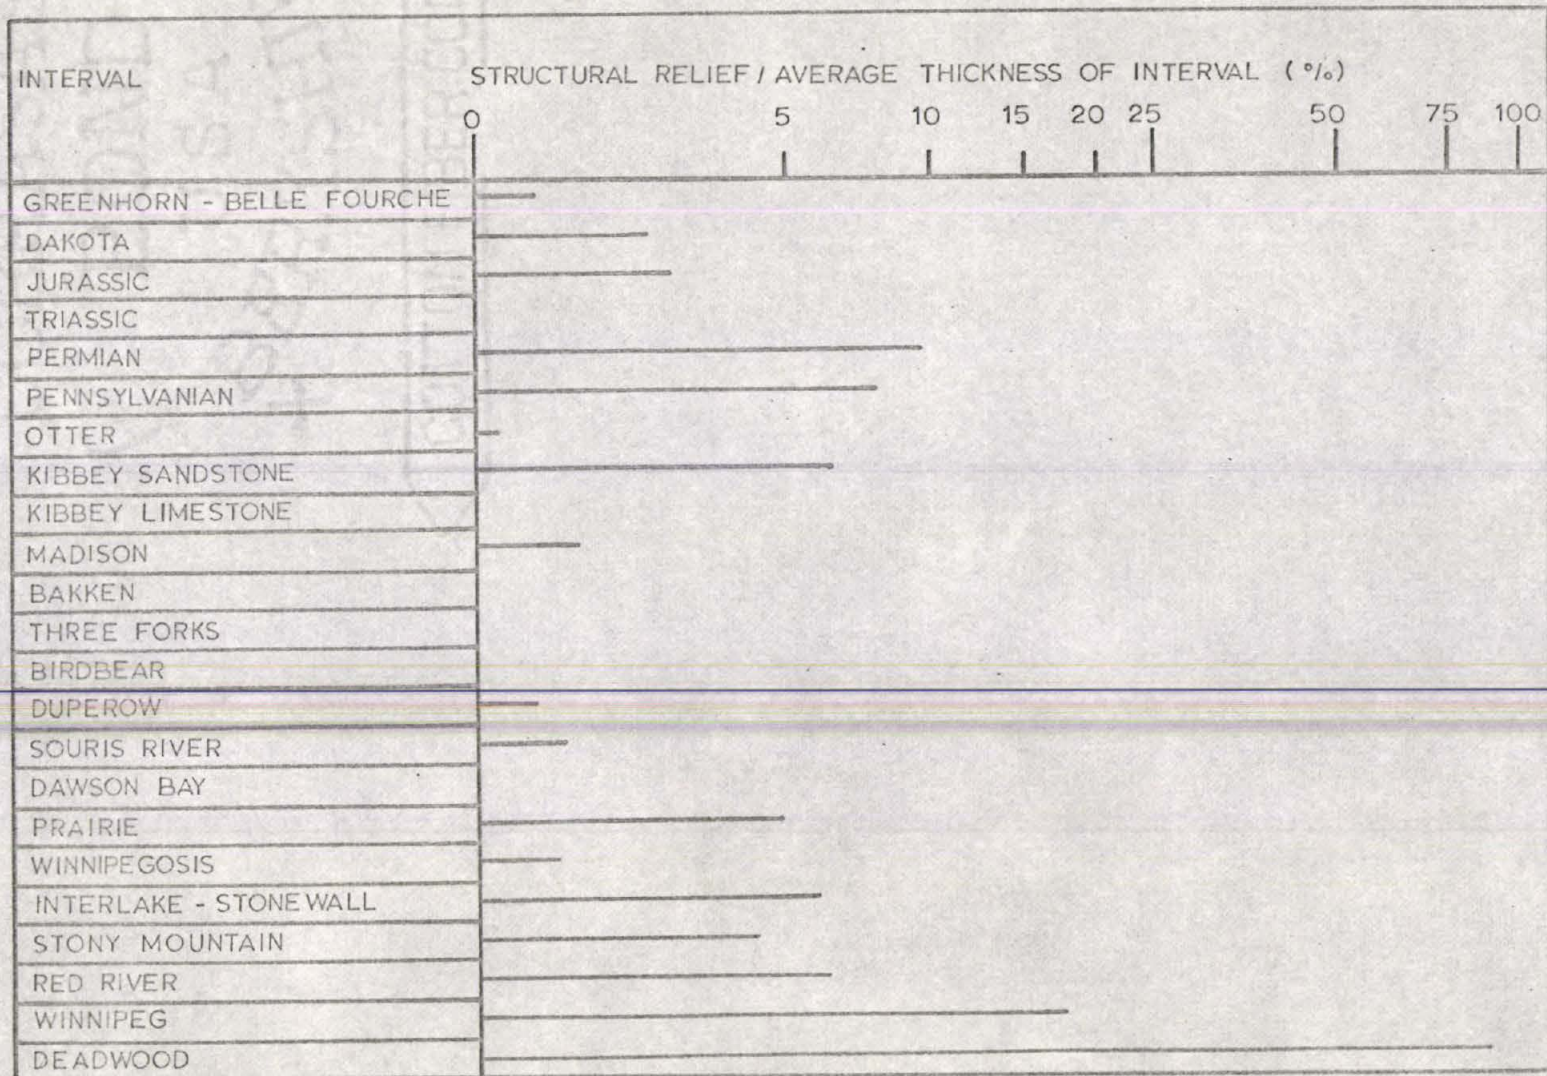 INTERVAL STRUCTURAL RELIEF / AVERAGE THICKNESS OF INTERVAL (%)
0 5 10 15 20 25 50 75 100
GREENHORN - BELLE FOURCHE
DAKOTA
JURASSIC
TRIASSIC
PERMIAN
PENNSYLVANIAN
OTTER
KIBBEY SANDSTONE
KIBBEY LIMESTONE
MADISON
BAKKEN
THREE FORKS
BIRDBEAR
DUPEROW
SOURIS RIVER
DAWSON BAY
PRAIRIE
WINNIPEGOSIS
INTERLAKE - STONEWALL
STONY MOUNTAIN
RED RIVER
WINNIPEG
DEADWOOD